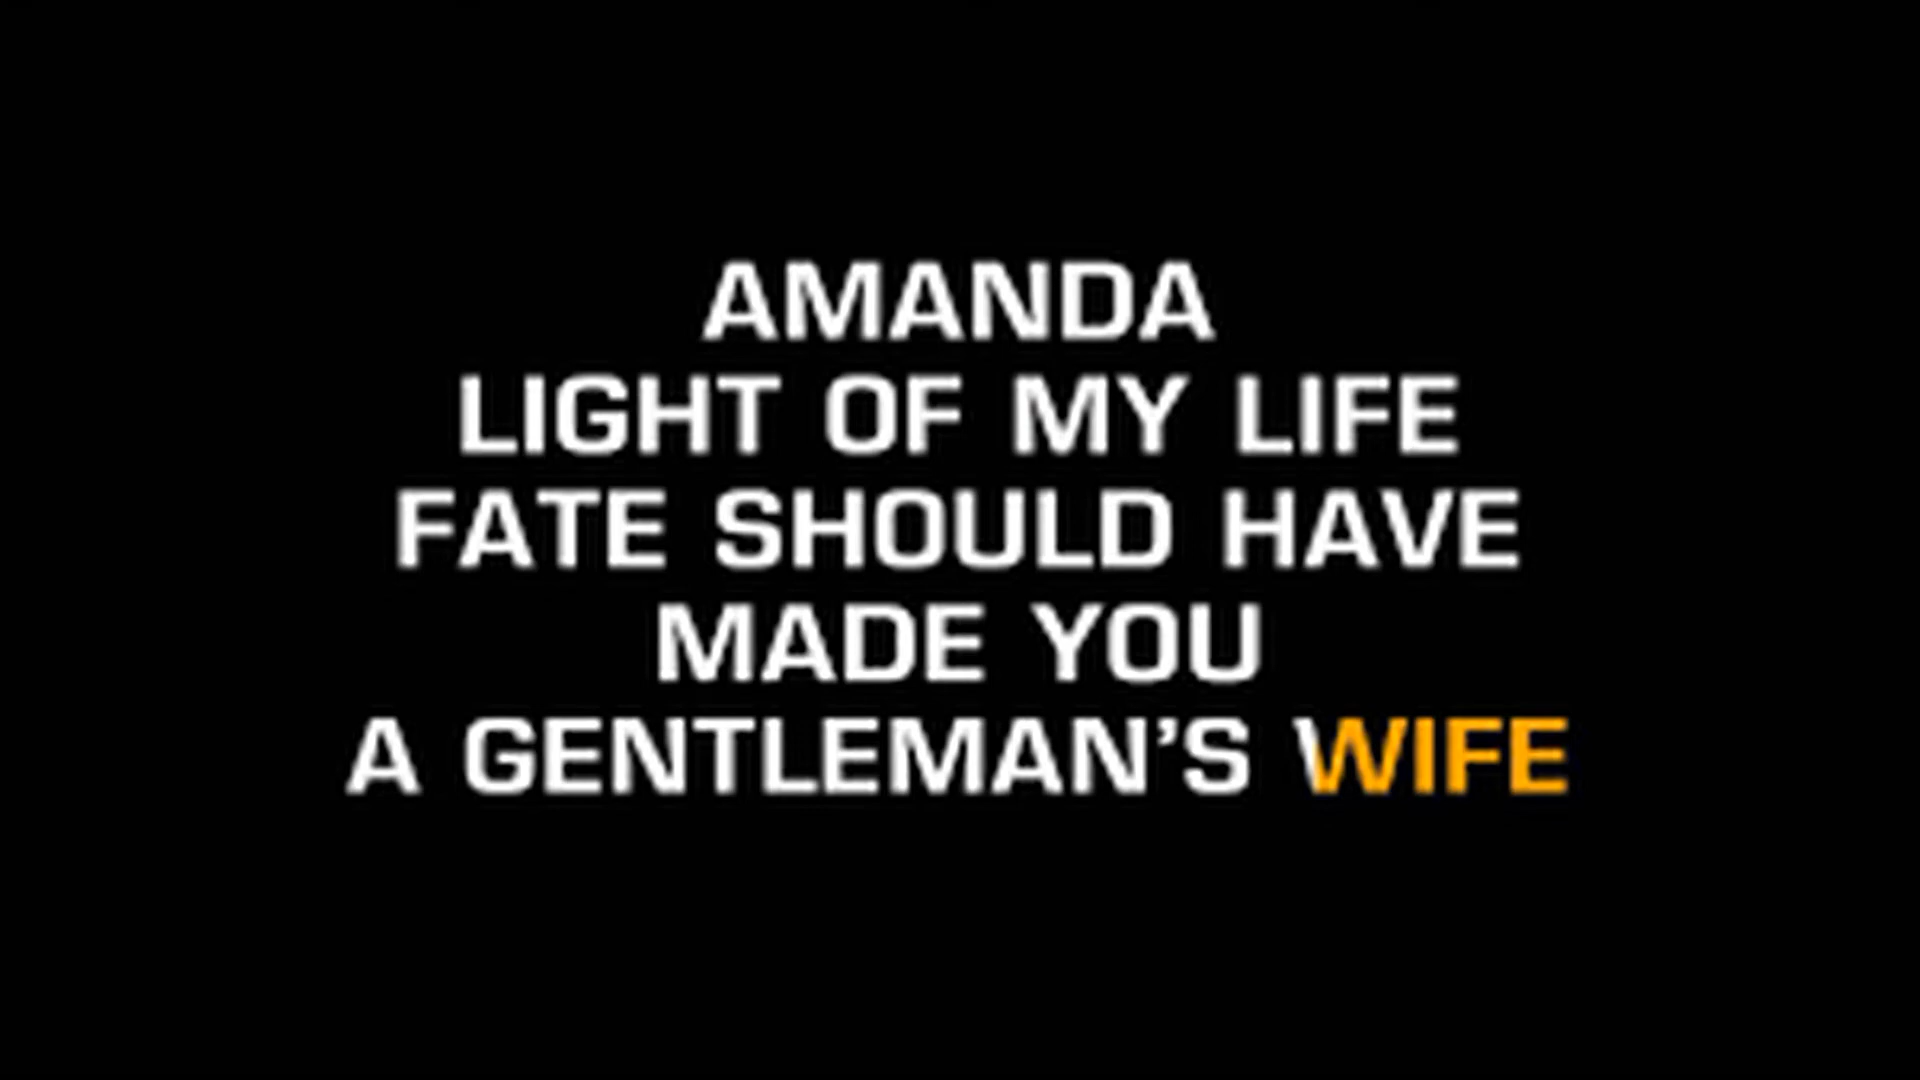 AMANDA
LIGHT OF MY LIFE
FATE SHOULD HAVE
MADE YOU
A GENTLEMAN’S WIFE